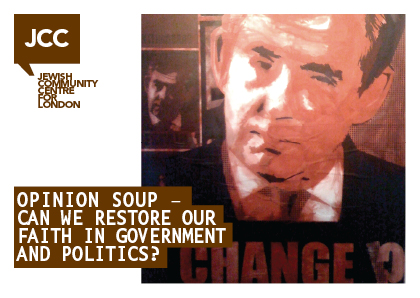 JCC
JEWISH
COMMUNITY
CENTRE
FOR
LONDON
OPINION SOUP –
CAN WE RESTORE OUR
FAITH IN GOVERNMENT
AND POLITICS?
CHANGE